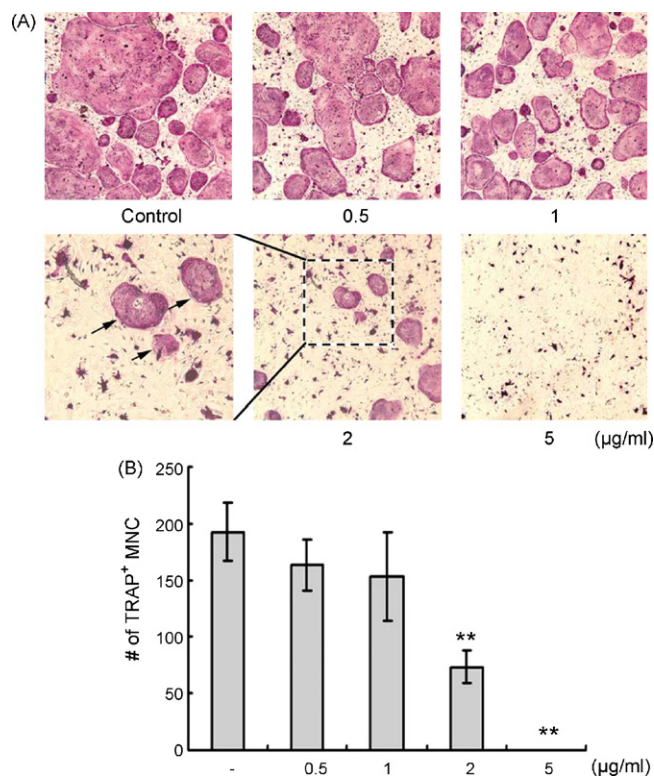 (A)
Control 0.5 1
2 5 (μg/ml)
(B)
250
200
150
100
50
0
# of TRAP+ MNC
**
**
- 0.5 1 2 5 (μg/ml)